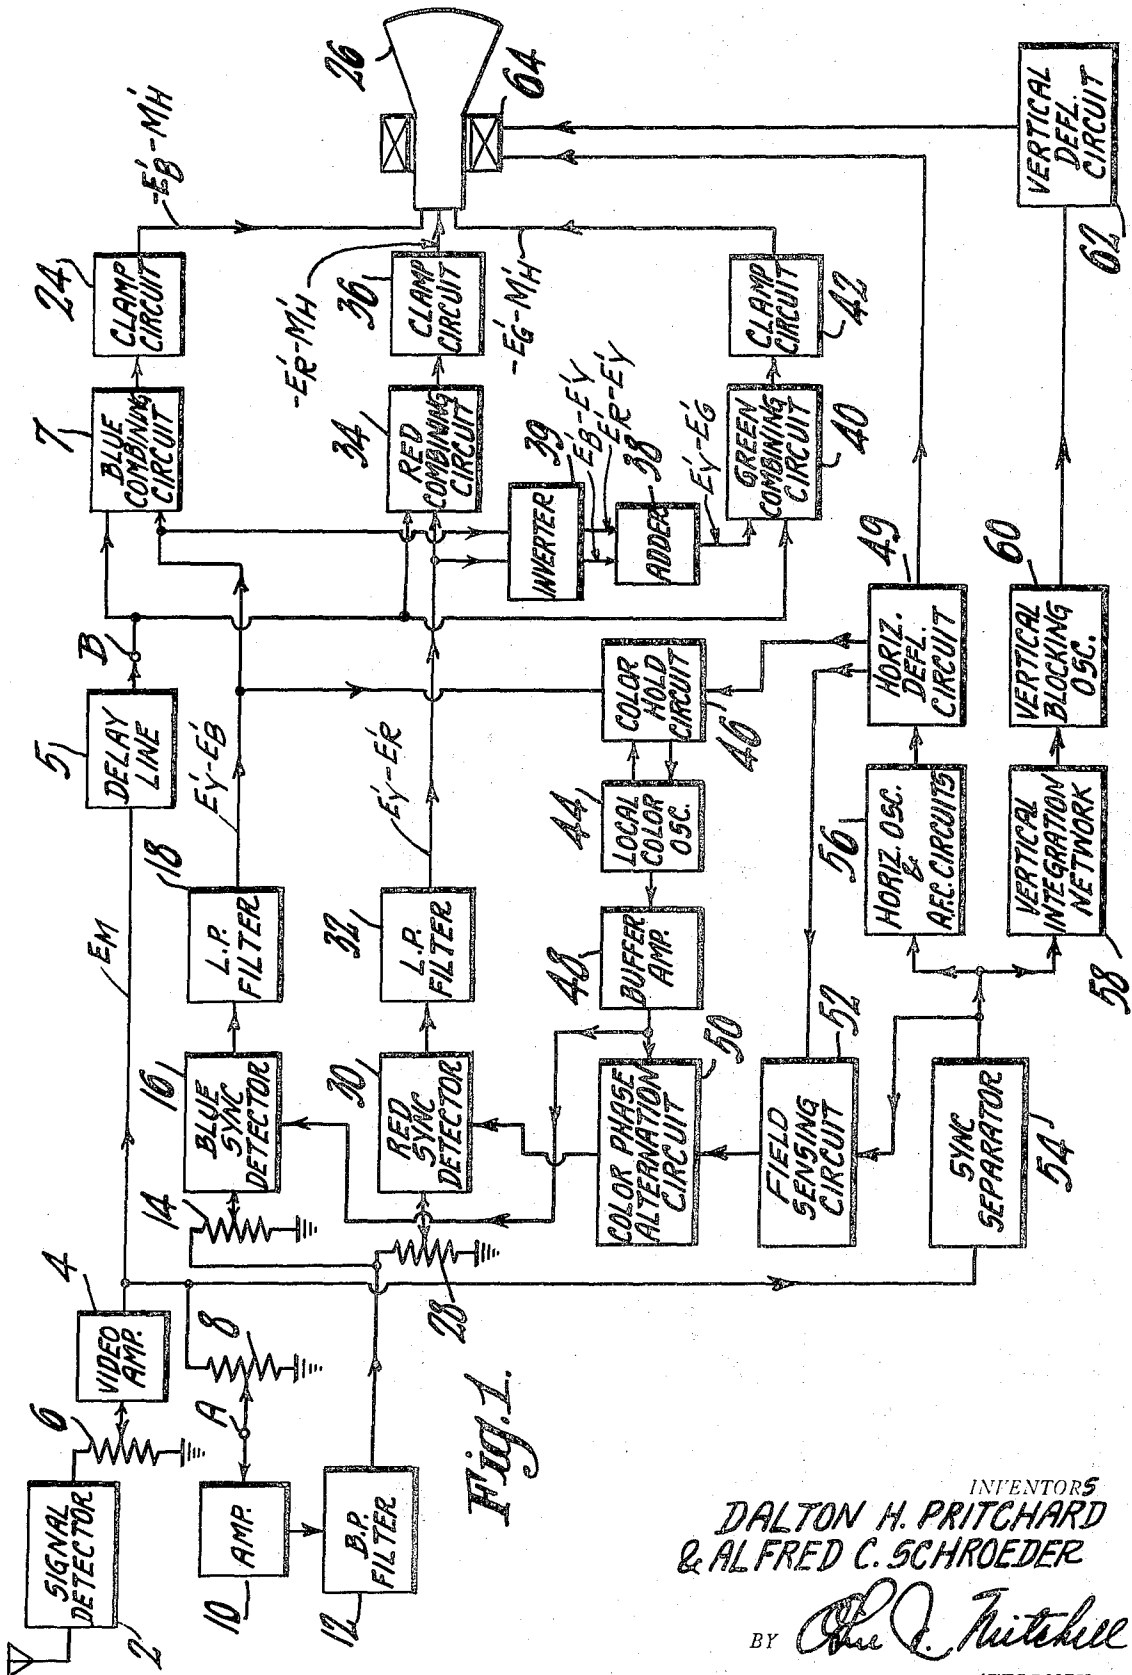 SIGNAL
DETECTOR
2
6
VIDEO
AMP.
4
8
A
AMP.
10
B.P.
FILTER
12
EM
5
DELAY
LINE
B
7
BLUE
COMBINING
CIRCUIT
24
CLAMP
CIRCUIT
-E'B-M'H
14
16
BLUE
SYNC
DETECTOR
18
L.P.
FILTER
E'Y-E'B
28
30
RED SYNC
DETECTOR
32
L.P.
FILTER
E'Y-E'R
34
RED
COMBINING
CIRCUIT
36
CLAMP
CIRCUIT
-E'R-M'H
26
64
INVERTER
39
E'B-E'Y
E'R-E'Y
ADDER
38
E'Y-E'G
GREEN
COMBINING
CIRCUIT
40
CLAMP
CIRCUIT
42
-E'G-M'H
COLOR
HOLD
CIRCUIT
46
44
LOCAL
COLOR
OSC.
48
BUFFER
AMP.
COLOR PHASE
ALTERNATION
CIRCUIT
50
FIELD
SENSING
CIRCUIT
52
SYNC
SEPARATOR
54
56
HORIZ. OSC.
&
A.F.C. CIRCUITS
HORIZ.
DEFL.
CIRCUIT
49
VERTICAL
INTEGRATION
NETWORK
58
VERTICAL
BLOCKING
OSC.
60
VERTICAL
DEFL.
CIRCUIT
62
Fig.1.
INVENTORS
DALTON H. PRITCHARD
& ALFRED C. SCHROEDER
BY